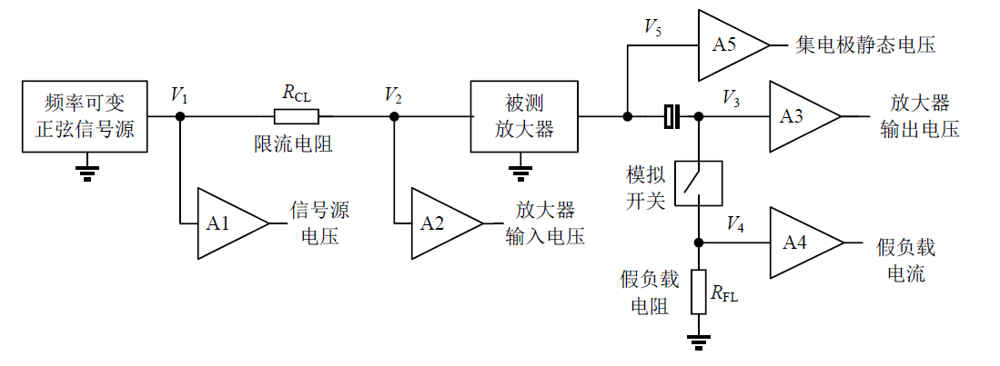 V5
A5
集电极静态电压
频率可变
正弦信号源
V1
RCL
限流电阻
V2
被测
放大器
V3
A3
放大器
输出电压
模拟
开关
A1
信号源
电压
A2
放大器
输入电压
V4
A4
假负载
电流
假负载
电阻
RFL